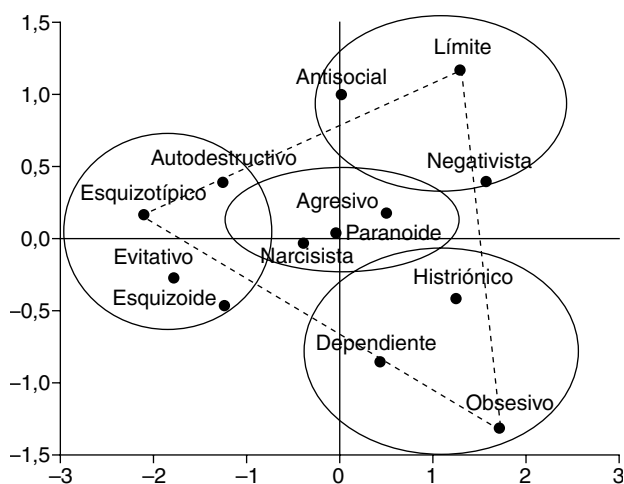 1,5
Límite
Antisocial
1,0
Autodestructivo
Negativista
0,5
Esquizotípico
Agresivo
Paranoide
0,0
Narcisista
Evitativo
Histriónico
Esquizoide
−0,5
Dependiente
−1,0
Obsesivo
−1,5
−3 −2 −1 0 1 2 3